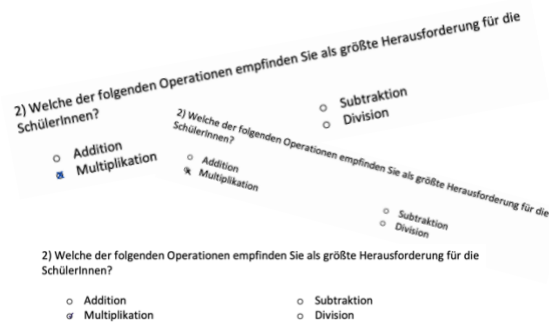 2) Welche der folgenden Operationen empfinden Sie als größte Herausforderung für die
SchülerInnen?
Addition
Multiplikation
Subtraktion
Division
2) Welche der folgenden Operationen empfinden Sie als größte Herausforderung für die
SchülerInnen?
Addition
Multiplikation
Subtraktion
Division
2) Welche der folgenden Operationen empfinden Sie als größte Herausforderung für die
SchülerInnen?
Addition
Multiplikation
Subtraktion
Division